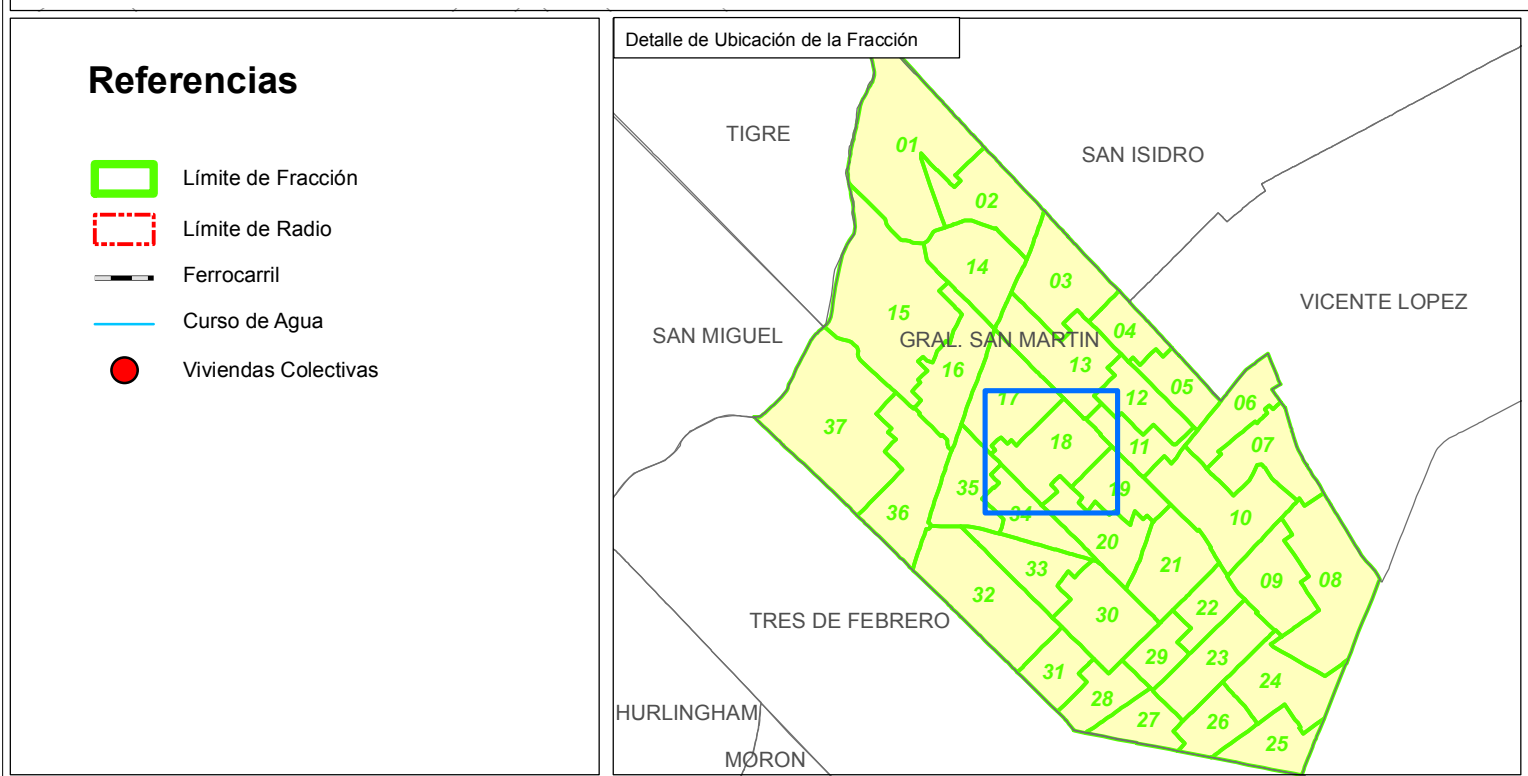 Referencias
Límite de Fracción
Límite de Radio
Ferrocarril
Curso de Agua
Viviendas Colectivas
Detalle de Ubicación de la Fracción
TIGRE
SAN ISIDRO
01
02
14
03
15
VICENTE LOPEZ
SAN MIGUEL
GRAL. SAN MARTIN
04
13
16
05
17
12
06
37
18
11
07
35
19
36
34
10
20
21
33
09
08
32
22
TRES DE FEBRERO
30
29
23
31
24
28
HURLINGHAM
27
26
25
MORON